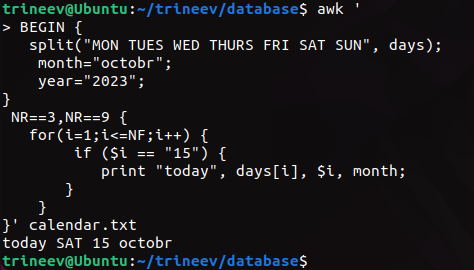 trineev@Ubuntu:~/trineev/database$ awk '
> BEGIN {
split("MON TUES WED THURS FRI SAT SUN", days);
month="octobr";
year="2023";
}
NR==3,NR==9 {
for(i=1;i<=NF;i++) {
if ($i == "15") {
print "today", days[i], $i, month;
}
}
}' calendar.txt
today SAT 15 octobr
trineev@Ubuntu:~/trineev/database$